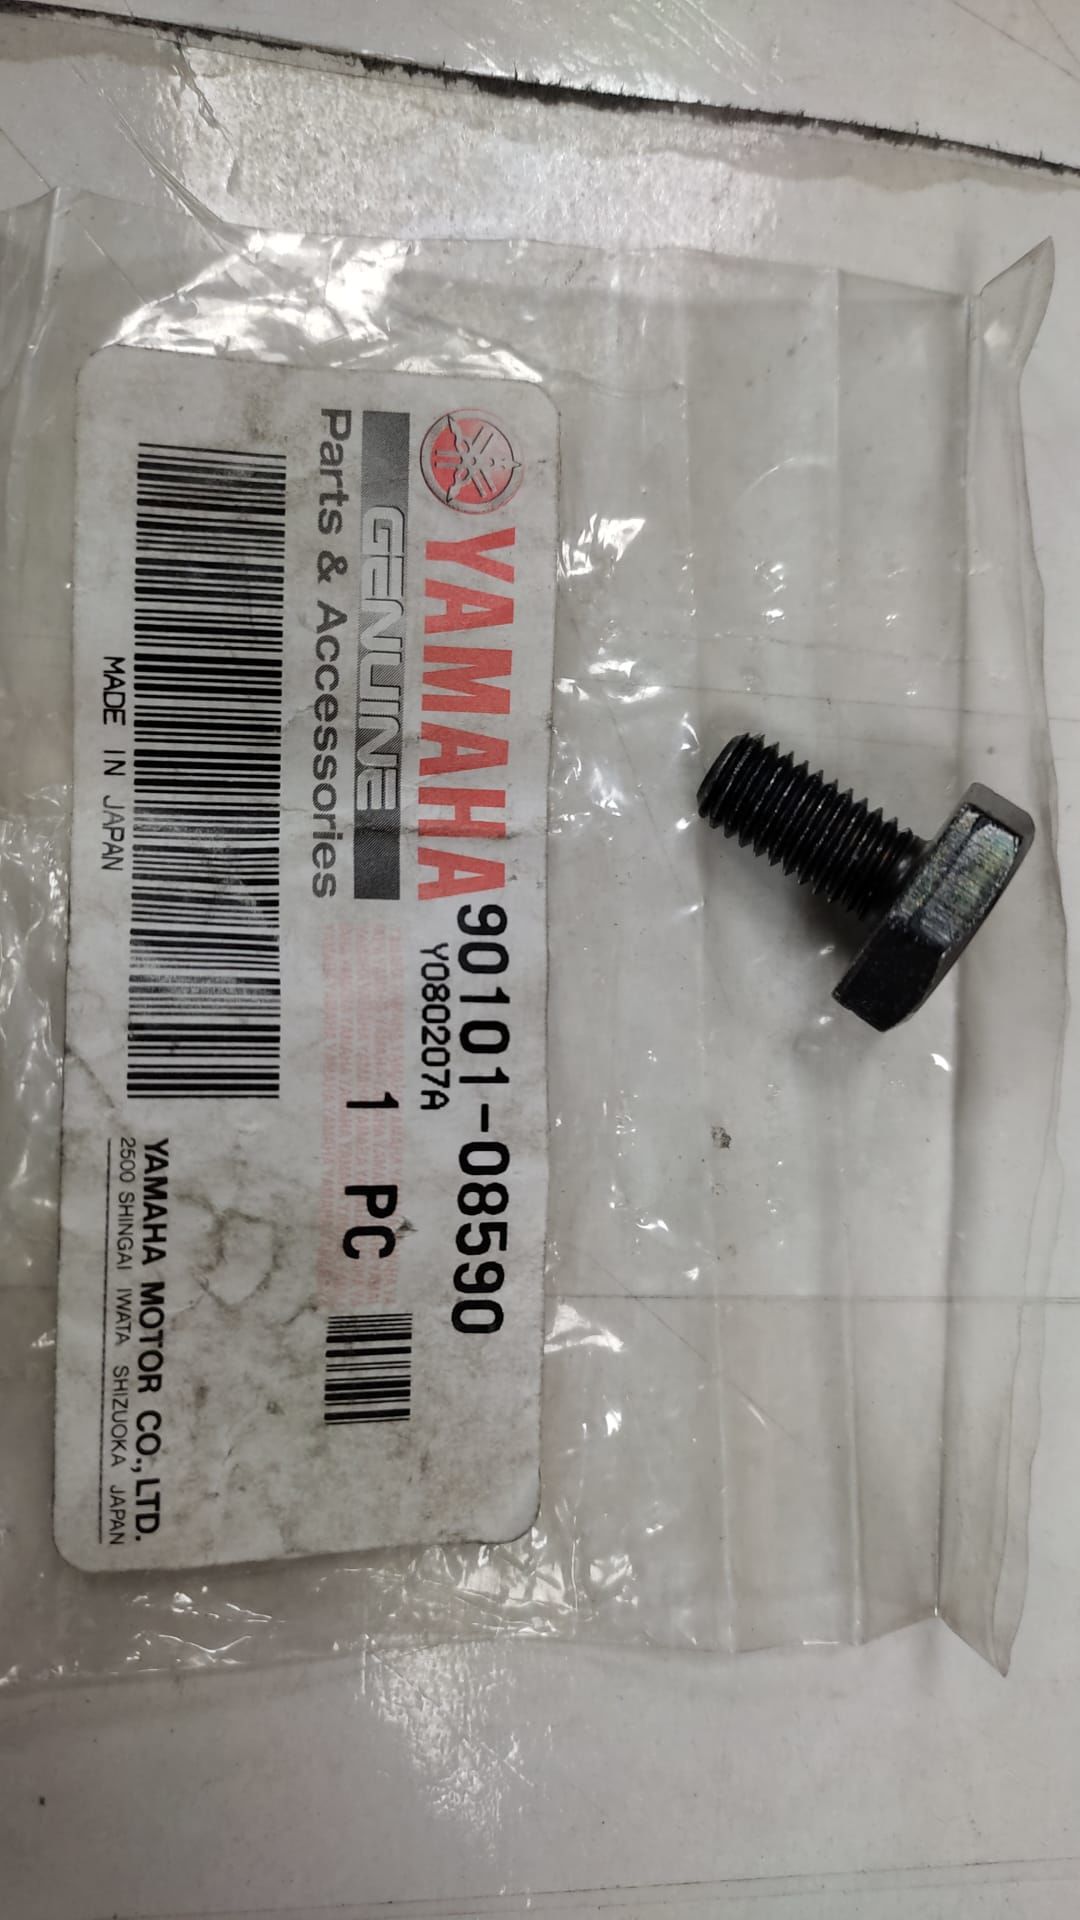 YAMAHA
90101-08590
Y080207A
GENUINE
Parts & Accessories
1 PC
MADE IN JAPAN
YAMAHA MOTOR CO., LTD.
2500 SHINGAI IWATA SHIZUOKA JAPAN